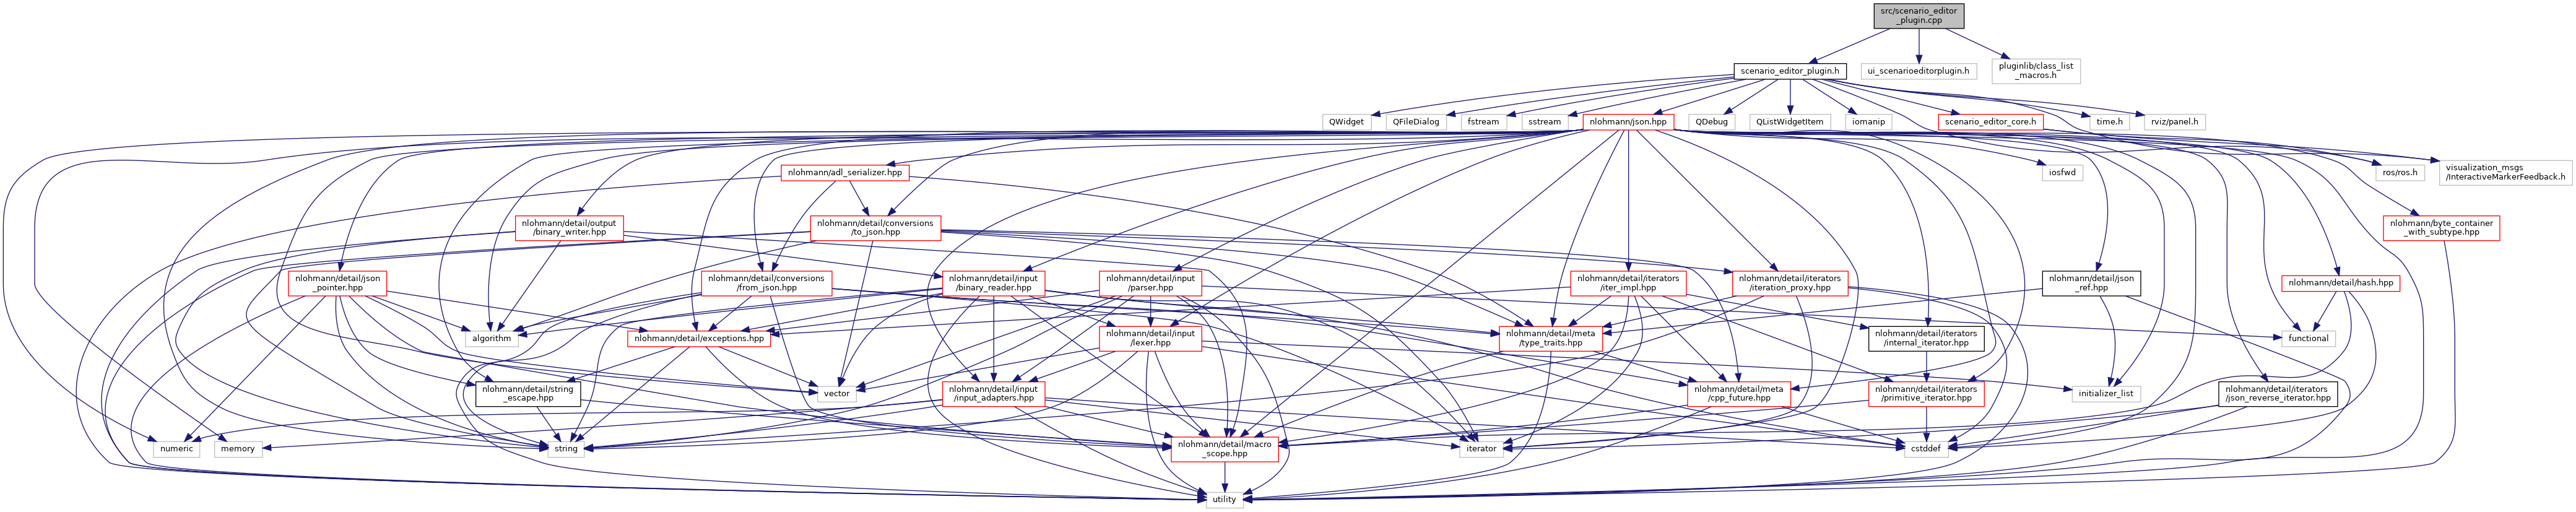 src/scenario_editor
_plugin.cpp
scenario_editor_plugin.h
ui_scenarioeditorplugin.h
pluginlib/class_list
_macros.h
QWidget
QFileDialog
fstream
sstream
nlohmann/json.hpp
QDebug
QListWidgetItem
iomanip
scenario_editor_core.h
time.h
rviz/panel.h
nlohmann/adl_serializer.hpp
iosfwd
ros/ros.h
visualization_msgs
/InteractiveMarkerFeedback.h
nlohmann/detail/output
/binary_writer.hpp
nlohmann/detail/conversions
/to_json.hpp
nlohmann/byte_container
_with_subtype.hpp
nlohmann/detail/json
_pointer.hpp
nlohmann/detail/conversions
/from_json.hpp
nlohmann/detail/input
/binary_reader.hpp
nlohmann/detail/input
/parser.hpp
nlohmann/detail/iterators
/iter_impl.hpp
nlohmann/detail/iterators
/iteration_proxy.hpp
nlohmann/detail/json
_ref.hpp
nlohmann/detail/hash.hpp
algorithm
nlohmann/detail/exceptions.hpp
nlohmann/detail/input
/lexer.hpp
nlohmann/detail/meta
/type_traits.hpp
nlohmann/detail/iterators
/internal_iterator.hpp
functional
nlohmann/detail/string
_escape.hpp
vector
nlohmann/detail/input
/input_adapters.hpp
nlohmann/detail/meta
/cpp_future.hpp
nlohmann/detail/iterators
/primitive_iterator.hpp
initializer_list
nlohmann/detail/iterators
/json_reverse_iterator.hpp
numeric
memory
string
nlohmann/detail/macro
_scope.hpp
iterator
cstddef
utility